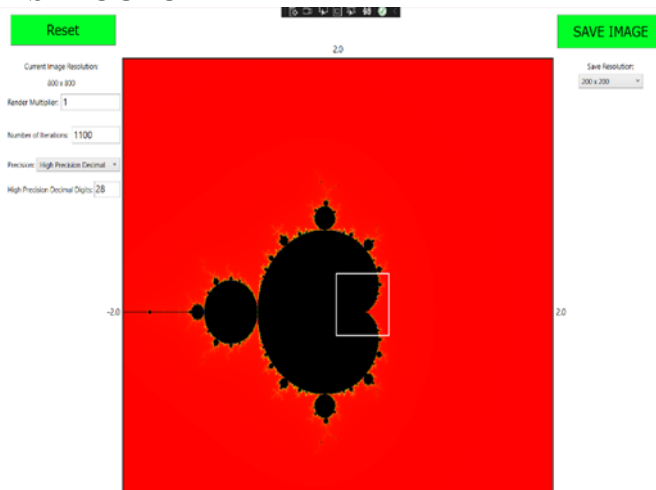 Reset
SAVE IMAGE
2.0
Current Image Resolution:
800 x 800
Save Resolution:
200 x 200
Render Multiplier: 1
Number of Iterations: 1100
Precision: High Precision Decimal
High Precision Decimal Digits: 28
-2.0
2.0